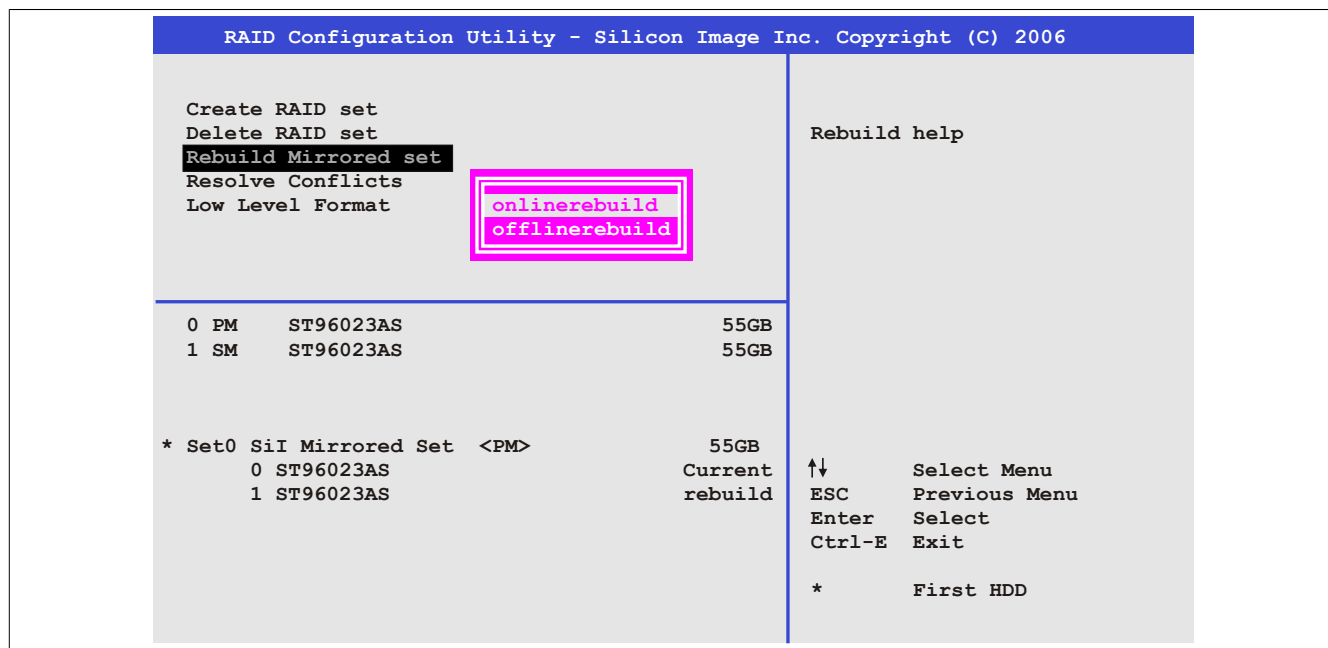 RAID Configuration Utility - Silicon Image Inc. Copyright (C) 2006
Create RAID set
Delete RAID set
Rebuild Mirrored set
Resolve Conflicts
Low Level Format
onlinerebuild
offlinerebuild
Rebuild help
0 PM ST96023AS 55GB
1 SM ST96023AS 55GB
* Set0 SiI Mirrored Set <PM> 55GB
0 ST96023AS Current
1 ST96023AS rebuild
↑↓ Select Menu
ESC Previous Menu
Enter Select
Ctrl-E Exit
* First HDD